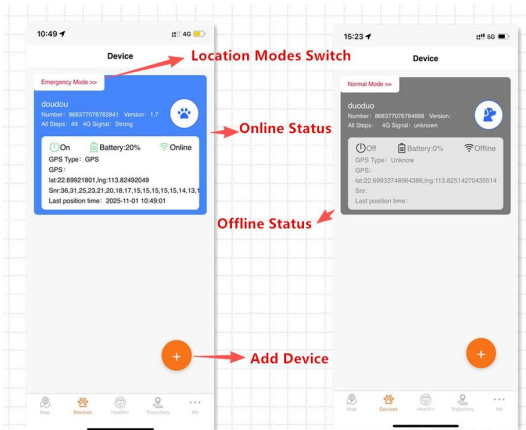 10:49
4G
Device
Emergency Mode >>
doudou
Number: 868377076762841 Version: 1.7
All Steps: 49 4G Signal: Strong
On Battery:20% Online
GPS Type: GPS
GPS:
lat:22.69921801,lng:113.82492049
Snr:36,31,25,23,21,20,18,17,15,15,15,15,15,14,13,1
Last position time: 2025-11-01 10:49:01
+
Map Devices Health+ Trajectory My
Location Modes Switch
Online Status
Offline Status
Add Device
15:23
5G
Device
Normal Mode >>
duoduo
Number: 868377076764698 Version:
All Steps: 4G Signal: unknown
Off Battery:0% Offline
GPS Type: Unknow
GPS:
lat:22.69933748964386,lng:113.82514270435514
Snr:
Last position time:
+
Map Devices Health+ Trajectory My